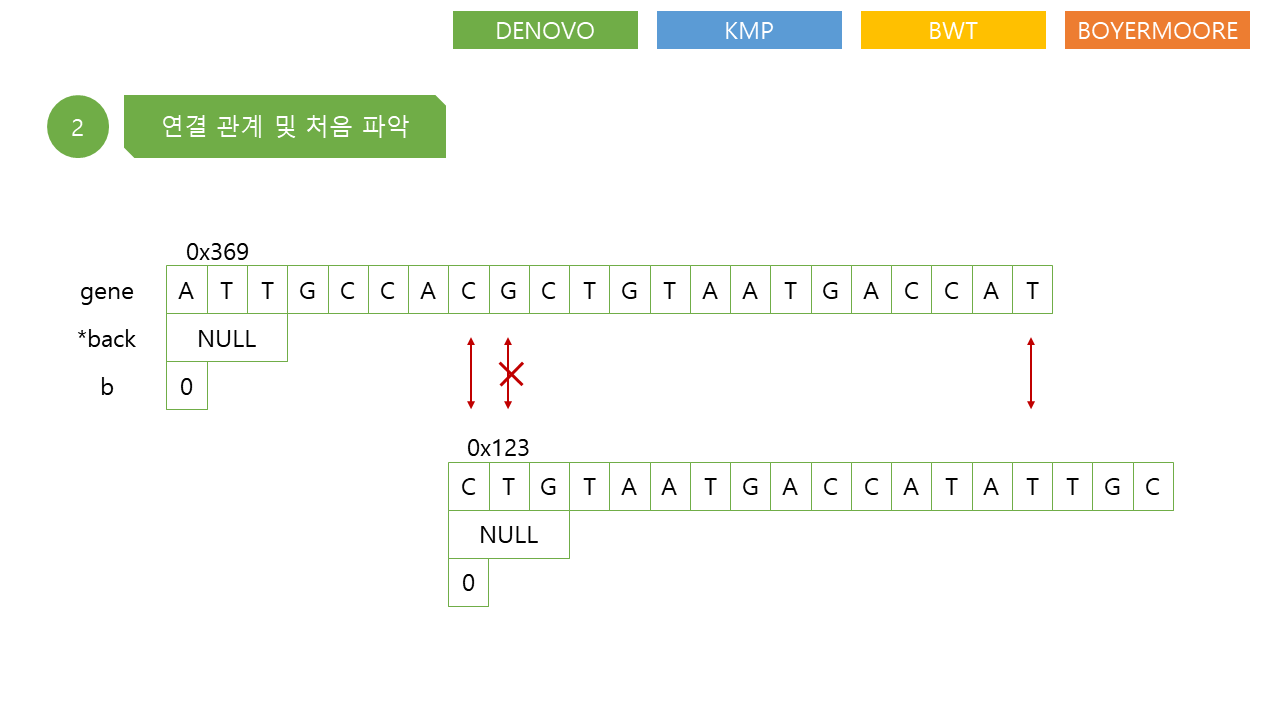 DENOVO KMP BWT BOYERMOORE
2 연결 관계 및 처음 파악
0x369
gene A T T G C C A C G C T G T A A T G A C C A T
*back NULL
b 0
0x123
C T G T A A T G A C C A T A T T G C
NULL
0